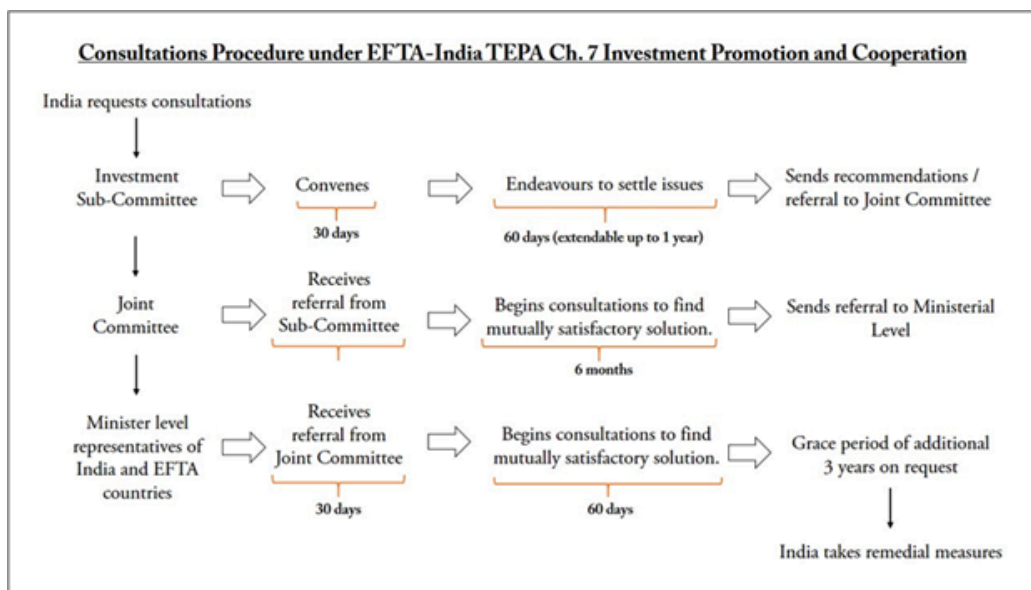 Consultations Procedure under EFTA-India TEPA Ch. 7 Investment Promotion and Cooperation
India requests consultations
Investment
Sub-Committee
Convenes
30 days
Endeavours to settle issues
60 days (extendable up to 1 year)
Sends recommendations /
referral to Joint Committee
Joint
Committee
Receives
referral from
Sub-Committee
Begins consultations to find
mutually satisfactory solution.
6 months
Sends referral to Ministerial
Level
Minister level
representatives of
India and EFTA
countries
Receives
referral from
Joint Committee
30 days
Begins consultations to find
mutually satisfactory solution.
60 days
Grace period of additional
3 years on request
India takes remedial measures